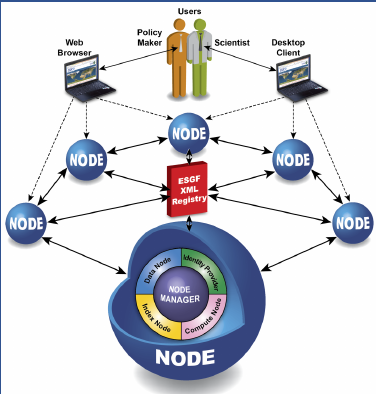 Users
Policy
Maker
Scientist
Web
Browser
Desktop
Client
NODE
NODE
NODE
ESGF
XML
Registry
NODE
NODE
Data Node
Identity Provider
NODE
MANAGER
Index Node
Compute Node
NODE